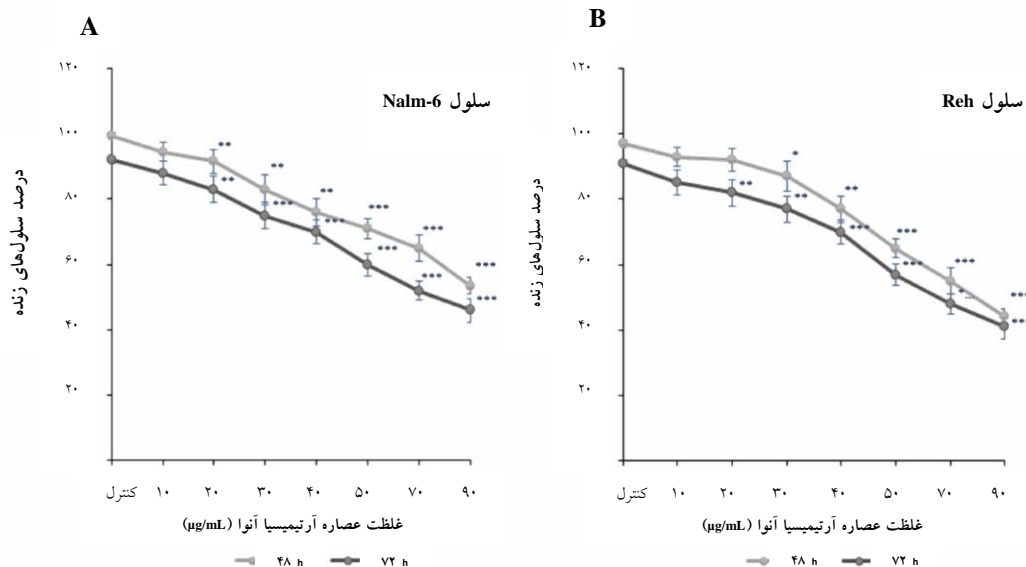 A
سلول Nalm-6
درصد سلول‌های زنده
۱۲۰
۱۰۰
۸۰
۶۰
۴۰
۲۰
** ** ** *** *** ***
** *** *** *** *** ***
کنترل ۱۰ ۲۰ ۳۰ ۴۰ ۵۰ ۷۰ ۹۰
غلظت عصاره آرتیمیسیا آنوا (µg/mL)
۴۸ h ۷۲ h
B
سلول Reh
درصد سلول‌های زنده
۱۲۰
۱۰۰
۸۰
۶۰
۴۰
۲۰
* ** *** *** ***
** ** *** ***
کنترل ۱۰ ۲۰ ۳۰ ۴۰ ۵۰ ۷۰ ۹۰
غلظت عصاره آرتیمیسیا آنوا (µg/mL)
۴۸ h ۷۲ h